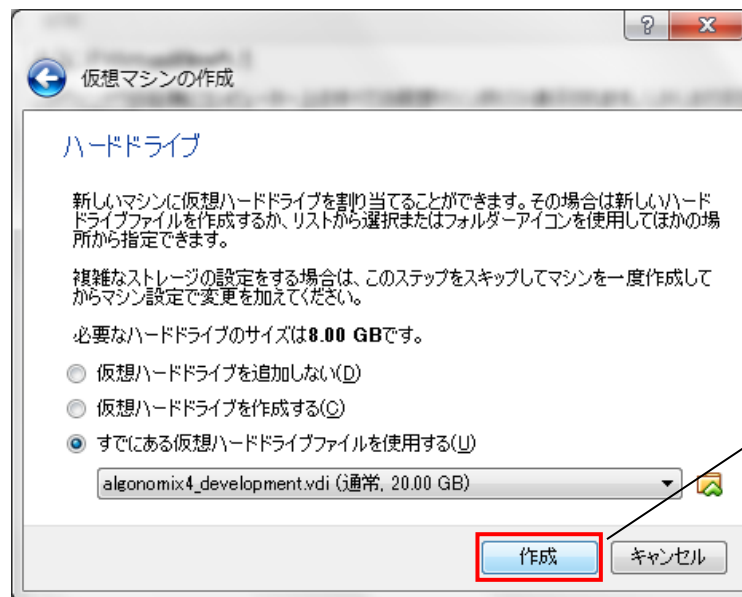 仮想マシンの作成
ハードドライブ
新しいマシンに仮想ハードドライブを割り当てることができます。その場合は新しいハード
ドライブファイルを作成するか、リストから選択またはフォルダーアイコンを使用してほかの場
所から指定できます。
複雑なストレージの設定をする場合は、このステップをスキップしてマシンを一度作成して
からマシン設定で変更を加えてください。
必要なハードドライブのサイズは8.00 GBです。
仮想ハードドライブを追加しない(D)
仮想ハードドライブを作成する(C)
すでにある仮想ハードドライブファイルを使用する(U)
algonomix4_development.vdi (通常, 20.00 GB)
作成 キャンセル